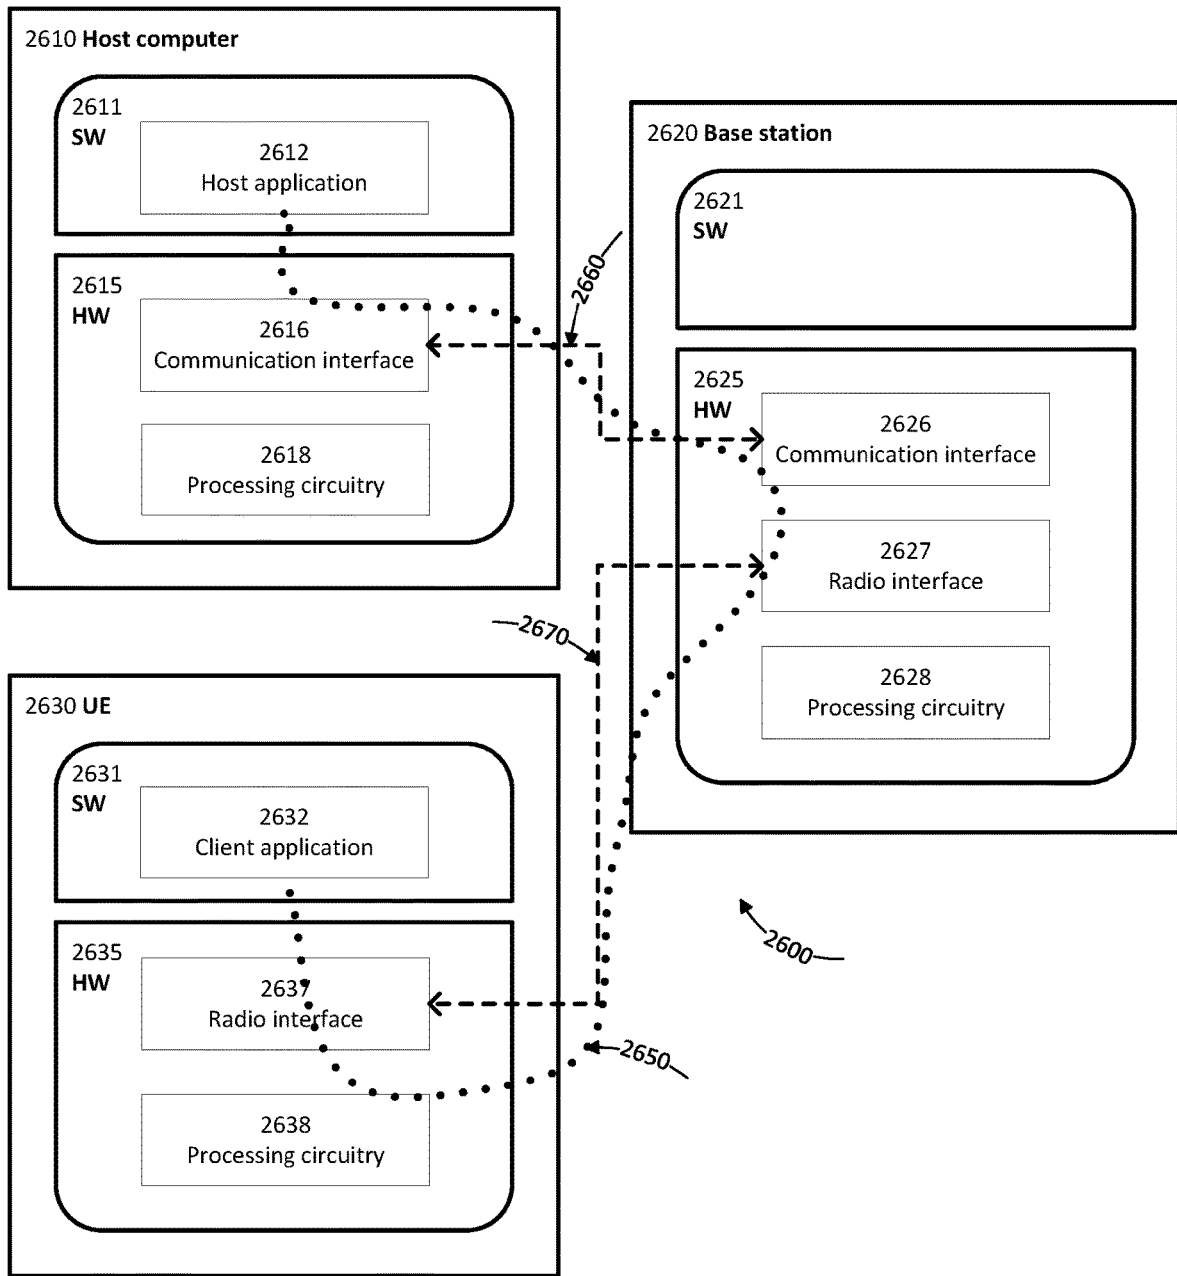 2610 Host computer
2611
SW
2612
Host application
2615
HW
2616
Communication interface
2618
Processing circuitry
2660
2620 Base station
2621
SW
2625
HW
2626
Communication interface
2627
Radio interface
2628
Processing circuitry
2670
2630 UE
2631
SW
2632
Client application
2635
HW
2637
Radio interface
2638
Processing circuitry
2650
2600